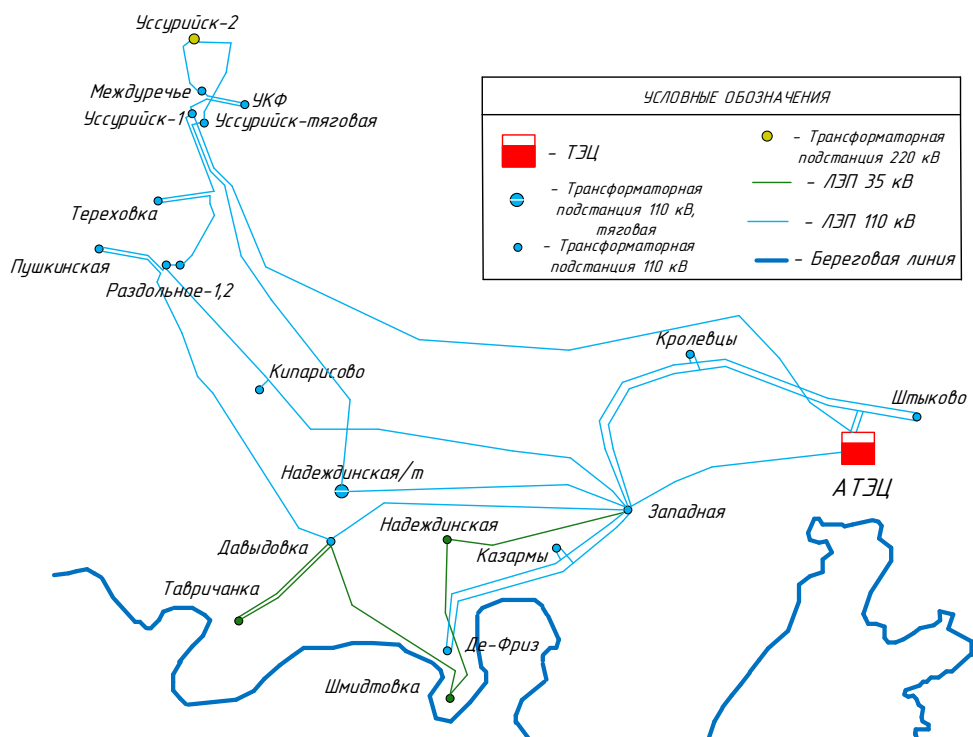 Уссурийск-2
Междуречье
УКФ
Уссурийск-1
Уссурийск-тяговая
Тереховка
Пушкинская
Раздольное-1,2
Кипарисово
Надеждинская/т
Надеждинская
Западная
Давыдовка
Казармы
Тавричанка
Де-Фриз
Шмидтовка
Кролевцы
Штыково
АТЭЦ
УСЛОВНЫЕ ОБОЗНАЧЕНИЯ
- ТЭЦ
- Трансформаторная
подстанция 110 кВ,
тяговая
- Трансформаторная
подстанция 110 кВ
- Трансформаторная
подстанция 220 кВ
- ЛЭП 35 кВ
- ЛЭП 110 кВ
- Береговая линия